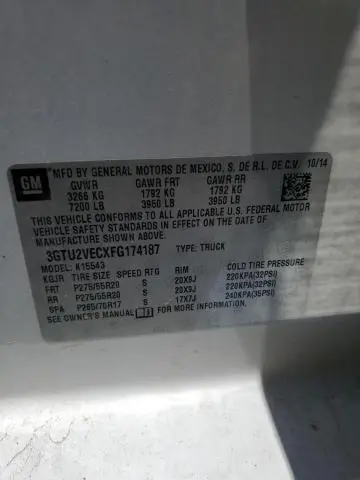 GM
MFD BY GENERAL MOTORS DE MEXICO, S. DE R.L. DE C.V. 10/14
GVWR GAWR FRT GAWR RR
3266 KG 1792 KG 1792 KG
7200 LB 3950 LB 3950 LB
THIS VEHICLE CONFORMS TO ALL APPLICABLE U.S. FEDERAL MOTOR
VEHICLE SAFETY STANDARDS IN EFFECT ON THE DATE OF
MANUFACTURE SHOWN ABOVE.
3GTU2VECXFG174187 TYPE: TRUCK
MODEL: K15543
KGJR TIRE SIZE SPEED RTG RIM COLD TIRE PRESSURE
FRT P275/55R20 S 20X9J 220KPA(32PSI)
RR P275/55R20 S 20X9J 220KPA(32PSI)
SPA P265/70R17 S 17X7J 240KPA(35PSI)
SEE OWNER'S MANUAL FOR ADDITIONAL INFORMATION.